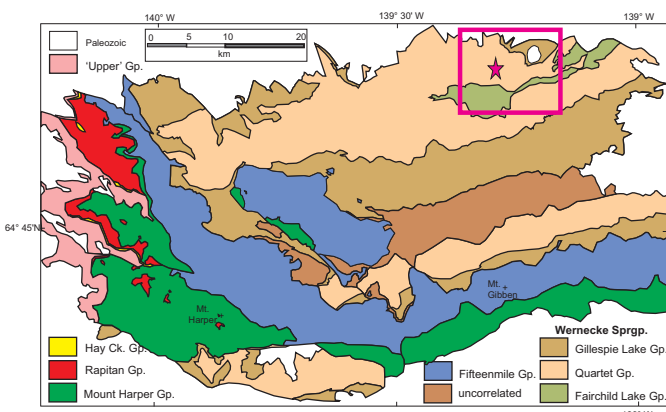 140° W
139° 30' W
139° W
Paleozoic
'Upper' Gp.
0 5 10 20
km
64° 45'
Mt.
Harper
Mt.
Gibben
Hay Ck. Gp.
Rapitan Gp.
Mount Harper Gp.
Fifteenmile Gp.
uncorrelated
Wernecke Sprgp.
Gillespie Lake Gp.
Quartet Gp.
Fairchild Lake Gp.